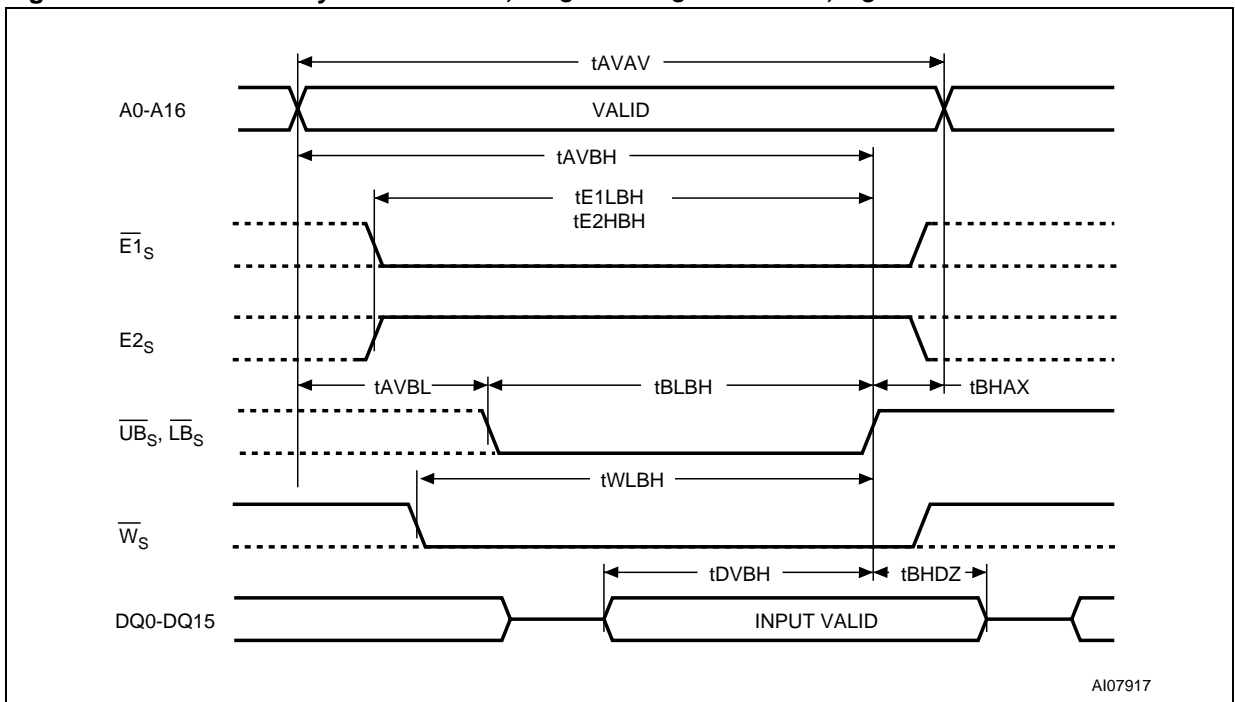 tAVAV
A0-A16
VALID
tAVBH
tE1LBH
tE2HBH
E1S
E2S
tAVBL
tBLBH
tBHAX
UBS, LBS
tWLBH
WS
tDVBH
tBHDZ
DQ0-DQ15
INPUT VALID
AI07917